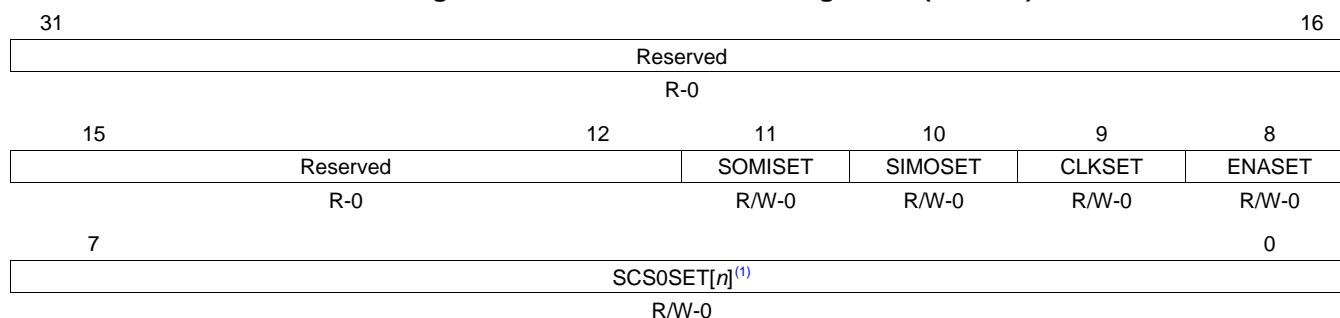 31 16
Reserved
R-0
15 12 11 10 9 8
Reserved SOMISET SIMOSET CLKSET ENASET
R-0 R/W-0 R/W-0 R/W-0 R/W-0
7 0
SCS0SET[n](1)
R/W-0